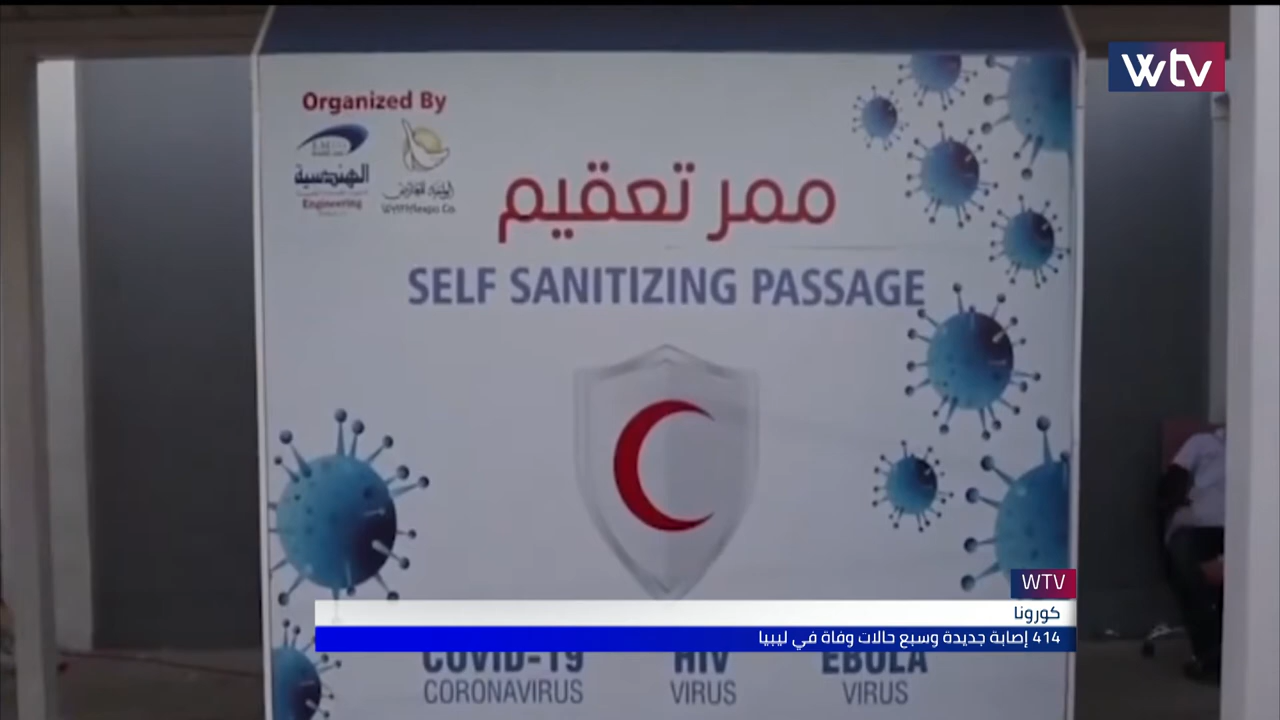 wtv
Organized By
الهندسية
Engineering
ممر تعقيم
SELF SANITIZING PASSAGE
WTV
كورونا
414 إصابة جديدة وسبع حالات وفاة في ليبيا
COVID-19 HIV EBOLA
CORONAVIRUS VIRUS VIRUS